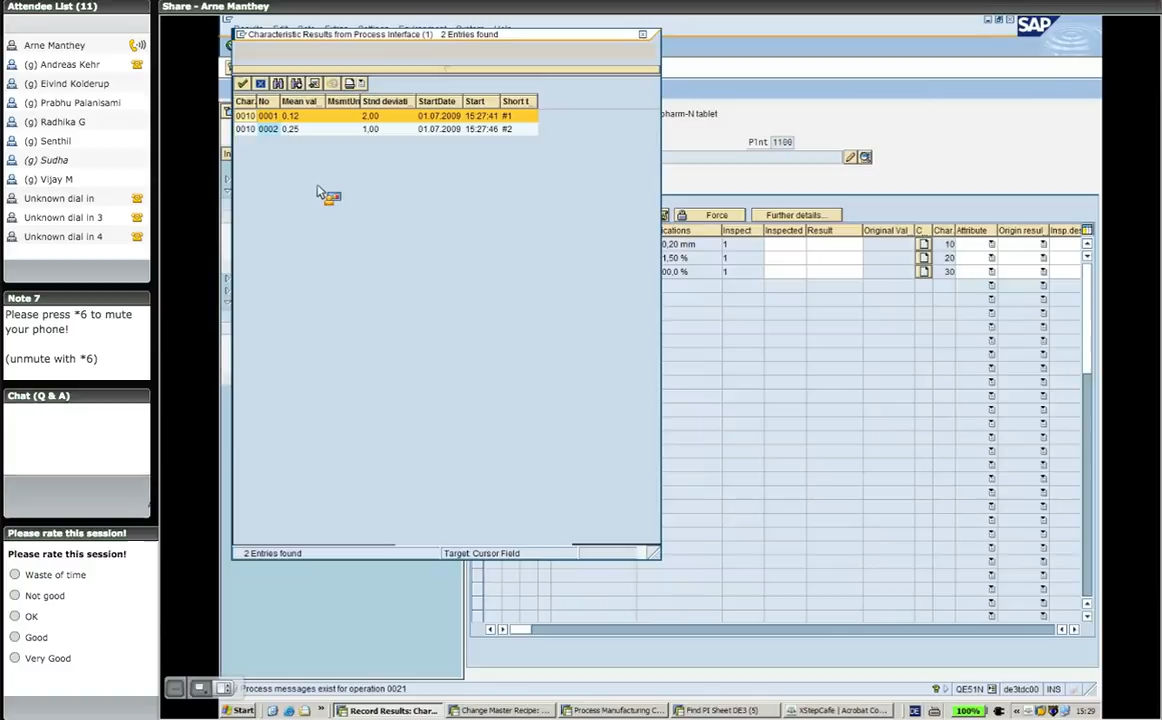 Attendee List (11)
Arne Manthey
(g) Andreas Kehr
(g) Eivind Kolderup
(g) Prabhu Palanisami
(g) Radhika G
(g) Senthil
(g) Sudha
(g) Vijay M
Unknown dial in
Unknown dial in 3
Unknown dial in 4
Note 7
Please press *6 to mute
your phone!
(unmute with *6)
Chat (Q & A)
Please rate this session!
Please rate this session!
Waste of time
Not good
OK
Good
Very Good
Share - Arne Manthey
SAP
Characteristic Results from Process Interface (1) 2 Entries found
Char. No Mean val MsmtUn Stnd deviati StartDate Start Short t
0010 0001 0,12 2,00 01.07.2009 15:27:41 #1
0010 0002 0,25 1,00 01.07.2009 15:27:46 #2
2 Entries found Target: Cursor Field
pharm-N tablet
Plnt 1100
Force Further details...
ications Inspect Inspected Result Original Val C.. Char Attribute Origin resul Insp.des
0,20 mm 1 10
1,50 % 1 20
00,0 % 1 30
Process messages exist for operation 0021
QE51N de3tdc00 INS
Start Record Results: Char... Change Master Recipe: ... Process Manufacturing C... Find PI Sheet DE3 (5) XStepCafe | Acrobat Co... DE 100% 15:29